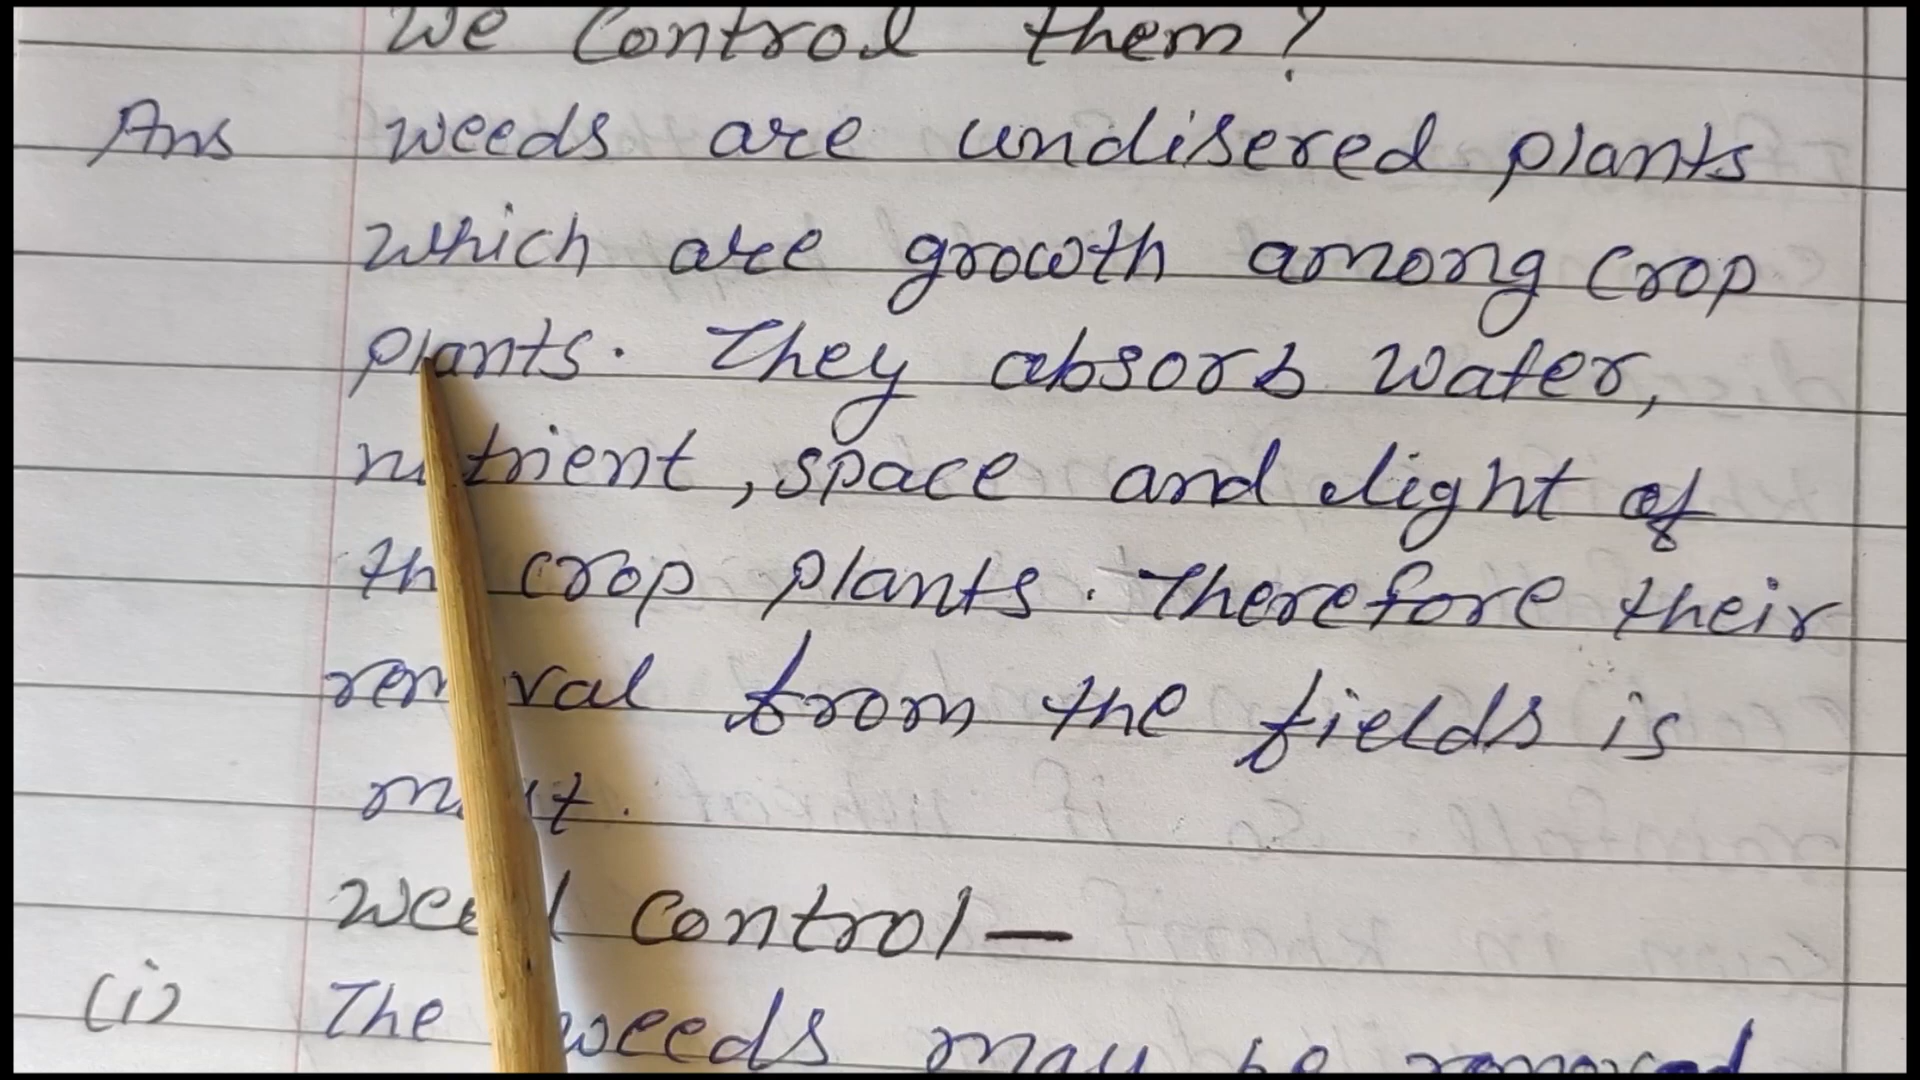 We Control them?
Ans weeds are undisered plants
which are growth among crop
plants. They absorb water,
nutrient, space and light of
the crop plants. Therefore their
removal from the fields is
must.
weed control —
(i) The weeds may be removed